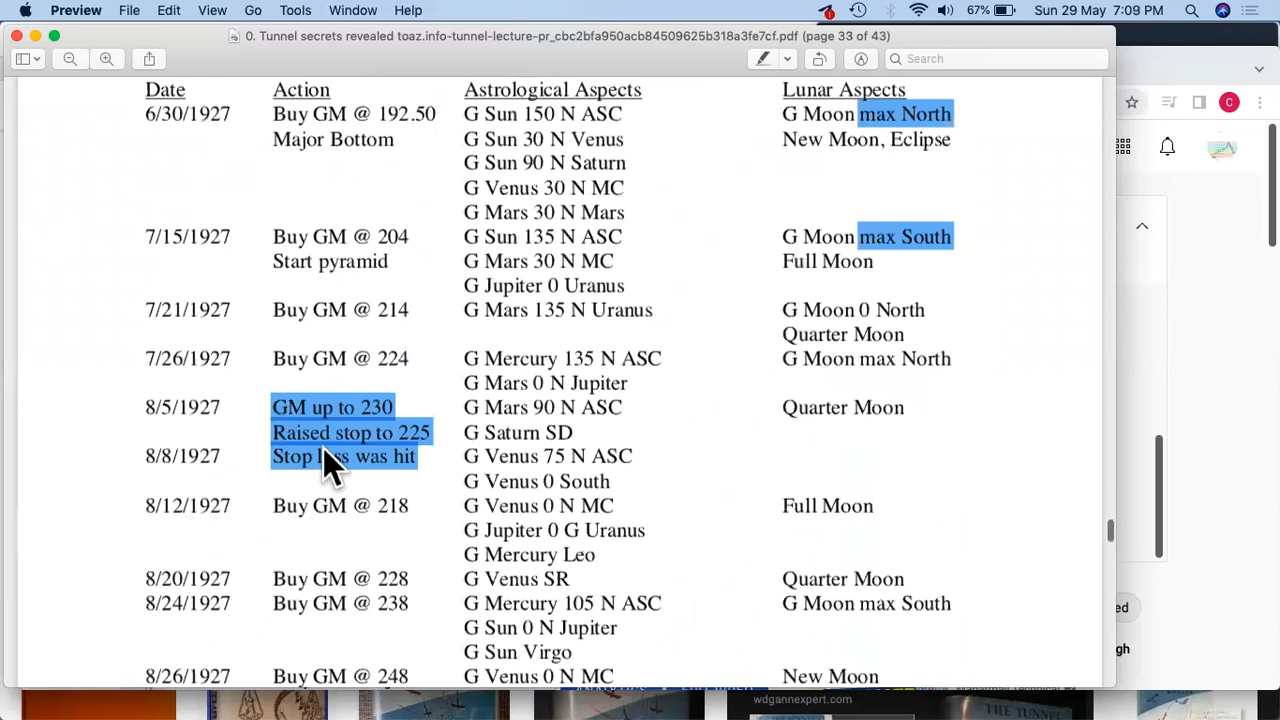 Preview File Edit View Go Tools Window Help 1 67% Sun 29 May 7:09 PM
0. Tunnel secrets revealed toaz.info-tunnel-lecture-pr_cbc2bfa950acb84509625b318a3fe7cf.pdf (page 33 of 43)
Search
C
Date Action Astrological Aspects Lunar Aspects
6/30/1927 Buy GM @ 192.50 G Sun 150 N ASC G Moon max North
Major Bottom G Sun 30 N Venus New Moon, Eclipse
G Sun 90 N Saturn
G Venus 30 N MC
G Mars 30 N Mars
7/15/1927 Buy GM @ 204 G Sun 135 N ASC G Moon max South
Start pyramid G Mars 30 N MC Full Moon
G Jupiter 0 Uranus
7/21/1927 Buy GM @ 214 G Mars 135 N Uranus G Moon 0 North
Quarter Moon
7/26/1927 Buy GM @ 224 G Mercury 135 N ASC G Moon max North
G Mars 0 N Jupiter
8/5/1927 GM up to 230 G Mars 90 N ASC Quarter Moon
Raised stop to 225 G Saturn SD
8/8/1927 Stop loss was hit G Venus 75 N ASC
G Venus 0 South
8/12/1927 Buy GM @ 218 G Venus 0 N MC Full Moon
G Jupiter 0 G Uranus
G Mercury Leo
8/20/1927 Buy GM @ 228 G Venus SR Quarter Moon
8/24/1927 Buy GM @ 238 G Mercury 105 N ASC G Moon max South
G Sun 0 N Jupiter
ed
G Sun Virgo
gh
8/26/1927 Buy GM @ 248 G Venus 0 N MC New Moon
wdgannexpert.com
THE TUNNEL